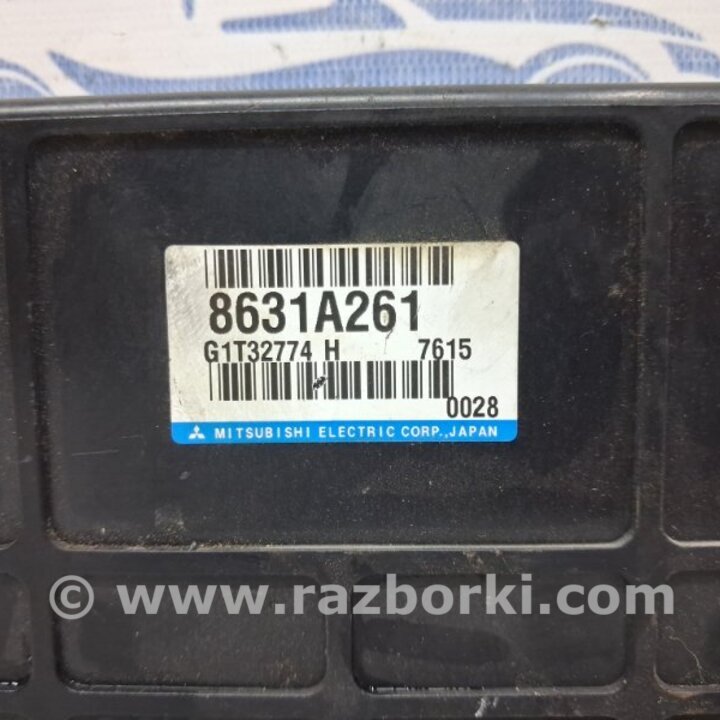 8631A261
G1T32774 H 7615
0028
MITSUBISHI ELECTRIC CORP.,JAPAN
© www.razborki.com